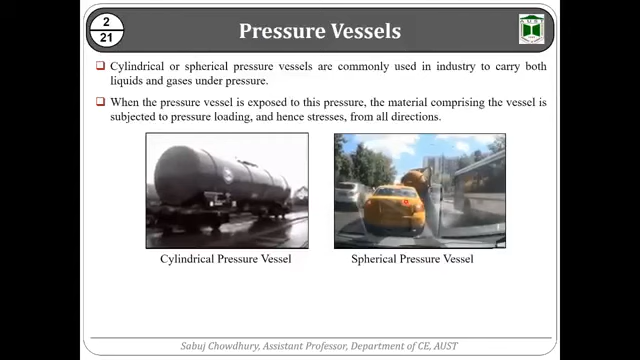 2
21
Pressure Vessels
Cylindrical or spherical pressure vessels are commonly used in industry to carry both
liquids and gases under pressure.
When the pressure vessel is exposed to this pressure, the material comprising the vessel is
subjected to pressure loading, and hence stresses, from all directions.
Cylindrical Pressure Vessel
Spherical Pressure Vessel
Sabuj Chowdhury, Assistant Professor, Department of CE, AUST